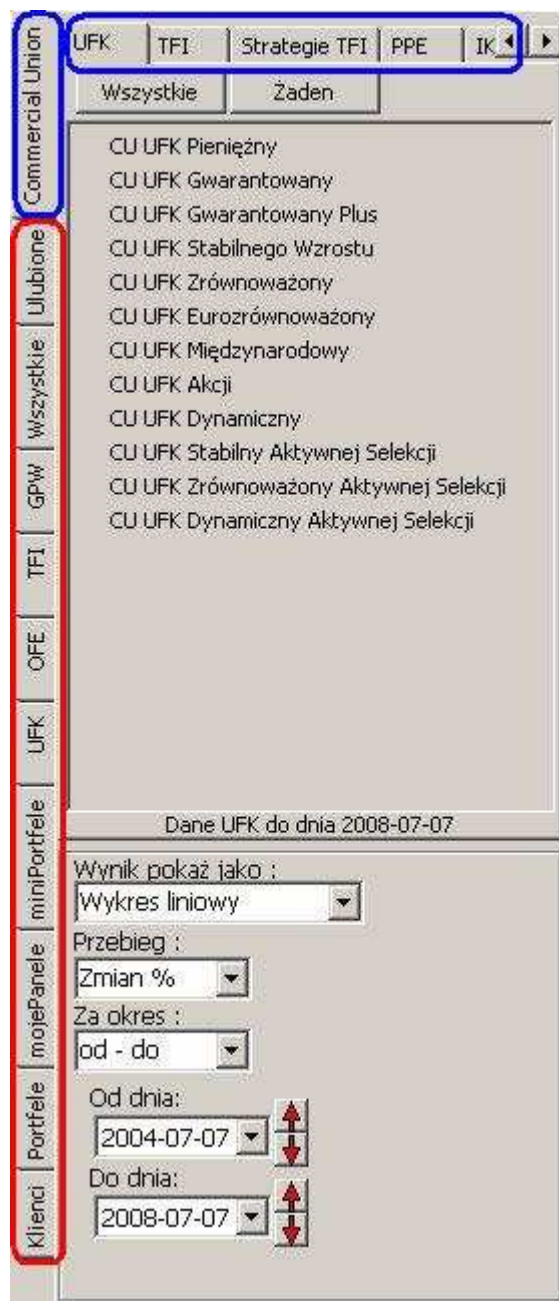 UFK TFI Strategie TFI PPE IK
Wszystkie Żaden
CU UFK Pieniężny
CU UFK Gwarantowany
CU UFK Gwarantowany Plus
CU UFK Stabilnego Wzrostu
CU UFK Zrównoważony
CU UFK Eurozrównoważony
CU UFK Międzynarodowy
CU UFK Akcji
CU UFK Dynamiczny
CU UFK Stabilny Aktywnej Selekcji
CU UFK Zrównoważony Aktywnej Selekcji
CU UFK Dynamiczny Aktywnej Selekcji
Dane UFK do dnia 2008-07-07
Wynik pokaż jako :
Wykres liniowy
Przebieg :
Zmian %
Za okres :
od - do
Od dnia:
2004-07-07
Do dnia:
2008-07-07
Commercial Union
Ulubione
Wszystkie
GPW
TFI
OFE
UFK
miniPortfele
mojePanele
Portfele
Klienci